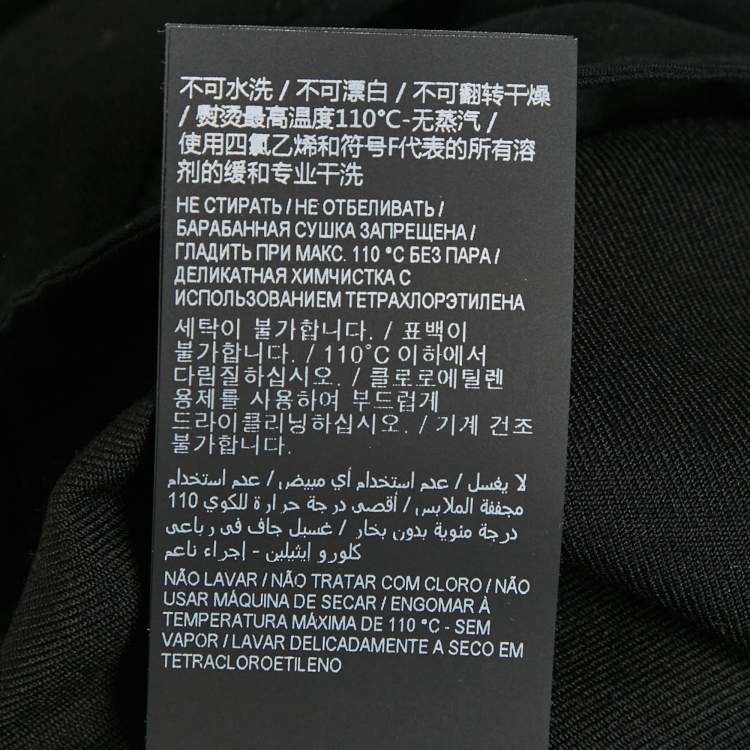 不可水洗 / 不可漂白 / 不可翻转干燥
/ 熨烫最高温度110°C-无蒸汽 /
使用四氯乙烯和符号F代表的所有溶
剂的缓和专业干洗
НЕ СТИРАТЬ / НЕ ОТБЕЛИВАТЬ /
БАРАБАННАЯ СУШКА ЗАПРЕЩЕНА /
ГЛАДИТЬ ПРИ МАКС. 110 °C БЕЗ ПАРА /
ДЕЛИКАТНАЯ ХИМЧИСТКА С
ИСПОЛЬЗОВАНИЕМ ТЕТРАХЛОРЭТИЛЕНА
세탁이 불가합니다. / 표백이
불가합니다. / 110°C 이하에서
다림질하십시오. / 클로로에틸렌
용제를 사용하여 부드럽게
드라이클리닝하십시오. / 기계 건조
불가합니다.
لا يغسل / عدم استخدام أي مبيض / عدم استخدام
مجففة الملابس / أقصى درجة حرارة للكوي 110
درجة مئوية بدون بخار / غسيل جاف في رباعي
كلورو إيثيلين - إجراء ناعم
NÃO LAVAR / NÃO TRATAR COM CLORO / NÃO
USAR MÁQUINA DE SECAR / ENGOMAR À
TEMPERATURA MÁXIMA DE 110 °C - SEM
VAPOR / LAVAR DELICADAMENTE A SECO EM
TETRACLOROETILENO